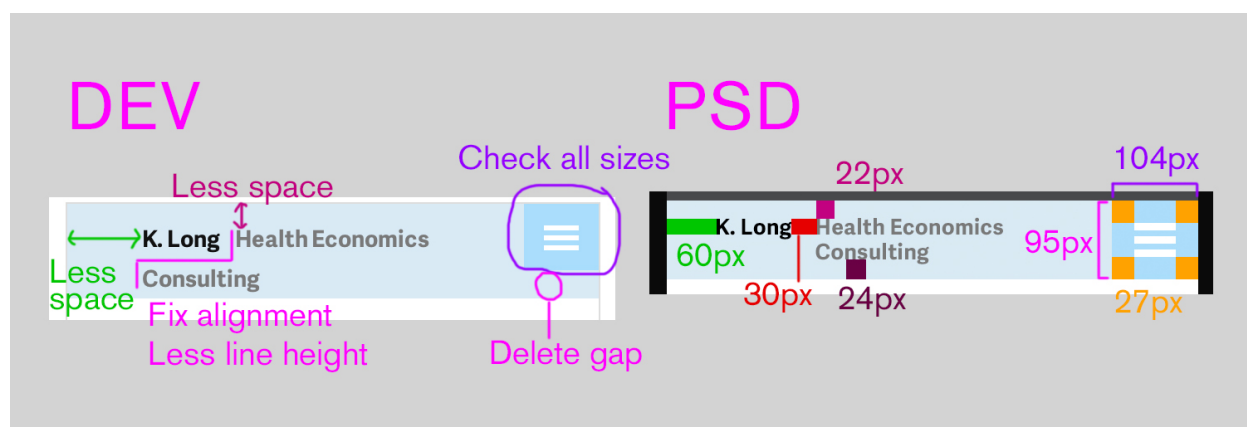 DEV
PSD
Check all sizes
104px
Less space
22px
K. Long Health Economics
Consulting
K. Long Health Economics
Consulting
95px
60px
Less
space
30px
24px
27px
Fix alignment
Less line height
Delete gap